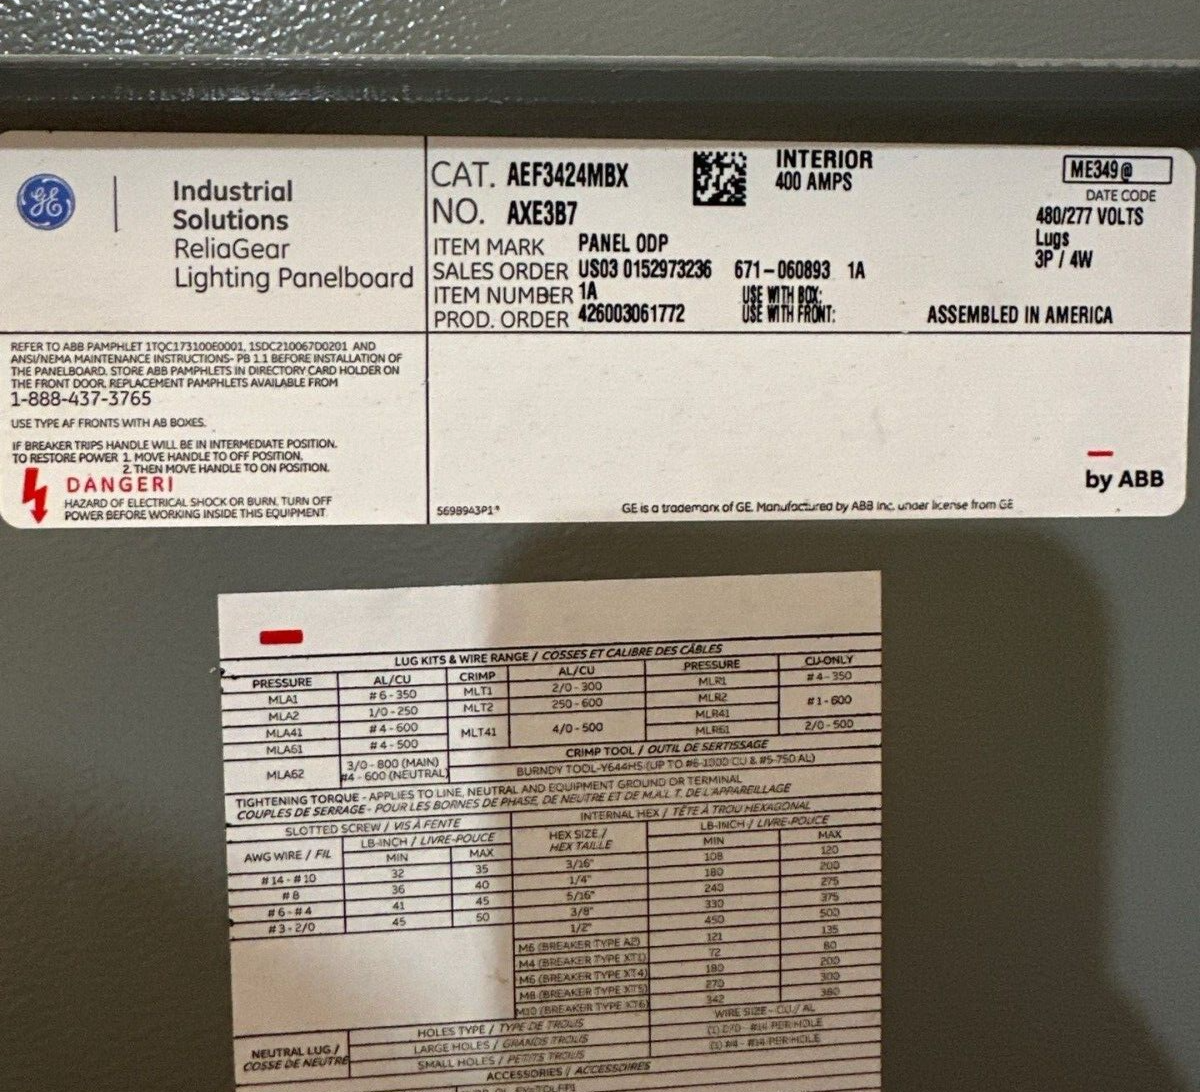 GE
Industrial
Solutions
ReliaGear
Lighting Panelboard
CAT. AEF3424MBX
NO. AXE3B7
ITEM MARK PANEL ODP
SALES ORDER US03 0152973236 671-060893 1A
ITEM NUMBER 1A USE WITH BOX:
PROD. ORDER 426003061772 USE WITH FRONT:
INTERIOR
400 AMPS
ME349@
DATE CODE
480/277 VOLTS
Lugs
3P / 4W
ASSEMBLED IN AMERICA
REFER TO ABB PAMPHLET 1TQC173100E0001, 1SDC210067D0201 AND
ANSI/NEMA MAINTENANCE INSTRUCTIONS- PB 1.1 BEFORE INSTALLATION OF
THE PANELBOARD. STORE ABB PAMPHLETS IN DIRECTORY CARD HOLDER ON
THE FRONT DOOR. REPLACEMENT PAMPHLETS AVAILABLE FROM
1-888-437-3765
USE TYPE AF FRONTS WITH AB BOXES.
IF BREAKER TRIPS HANDLE WILL BE IN INTERMEDIATE POSITION.
TO RESTORE POWER 1. MOVE HANDLE TO OFF POSITION,
2. THEN MOVE HANDLE TO ON POSITION.
DANGER!
HAZARD OF ELECTRICAL SHOCK OR BURN. TURN OFF
POWER BEFORE WORKING INSIDE THIS EQUIPMENT
5698943P1*
GE is a trademark of GE. Manufactured by ABB Inc. under license from GE
by ABB
LUG KITS & WIRE RANGE / COSSES ET CALIBRE DES CÂBLES
PRESSURE AL/CU CRIMP AL/CU PRESSURE CU-ONLY
MLA1 #6-350 MLT1 2/0-300 MLR1 #4-350
MLA2 1/0-250 MLT2 250-600 MLR2 #1-600
MLA41 #4-600 MLT41 4/0-500 MLR41
MLA61 #4-500 MLR61 2/0-500
MLA62 3/0-800 (MAIN)
#4-600 (NEUTRAL)
CRIMP TOOL / OUTIL DE SERTISSAGE
BURNDY TOOL-Y644HS (UP TO #6-1000 CU & #5-750 AL)
TIGHTENING TORQUE - APPLIES TO LINE, NEUTRAL AND EQUIPMENT GROUND OR TERMINAL
COUPLES DE SERRAGE - POUR LES BORNES DE PHASE, DE NEUTRE ET DE M.A.L.T. DE L'APPAREILLAGE
SLOTTED SCREW / VIS À FENTE
AWG WIRE / FIL LB-INCH / LIVRE-POUCE
MIN MAX
#14-#10 32 35
#8 36 40
#6-#4 41 45
#3-2/0 45 50
INTERNAL HEX / TÊTE À TROU HEXAGONAL
HEX SIZE / HEX TAILLE LB-INCH / LIVRE-POUCE
MIN MAX
3/16" 108 120
1/4" 180 200
5/16" 240 275
3/8" 330 375
1/2" 450 500
M6 (BREAKER TYPE A2) 121 135
M4 (BREAKER TYPE XT1) 72 80
M6 (BREAKER TYPE XT4) 180 200
M8 (BREAKER TYPE XT5) 270 300
M10 (BREAKER TYPE XT6) 342 380
NEUTRAL LUG /
COSSE DE NEUTRE
HOLES TYPE / TYPE DE TROUS WIRE SIZE - CU / AL
LARGE HOLES / GRANDS TROUS (1) 2/0 - #14 PER HOLE
SMALL HOLES / PETITS TROUS (1) #4 - #14 PER HOLE
ACCESSORIES / ACCESSOIRES